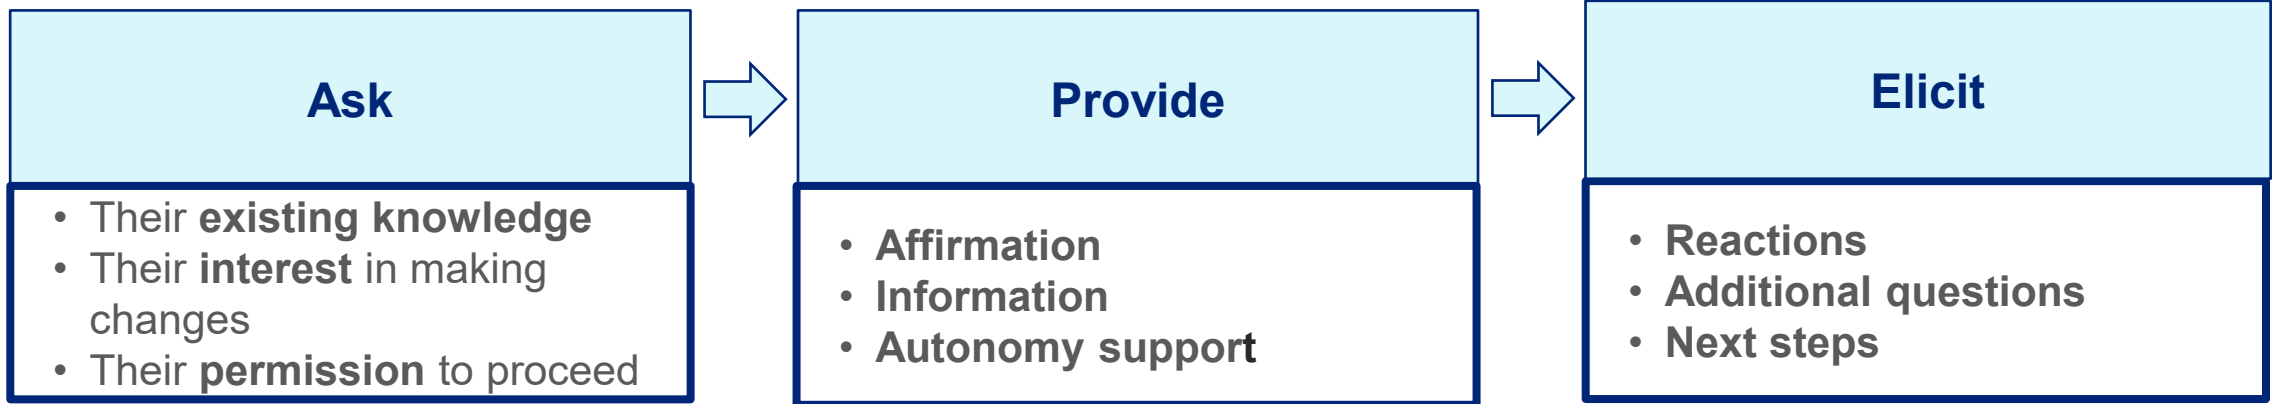 Ask
• Their existing knowledge
• Their interest in making
changes
• Their permission to proceed
Provide
• Affirmation
• Information
• Autonomy support
Elicit
• Reactions
• Additional questions
• Next steps